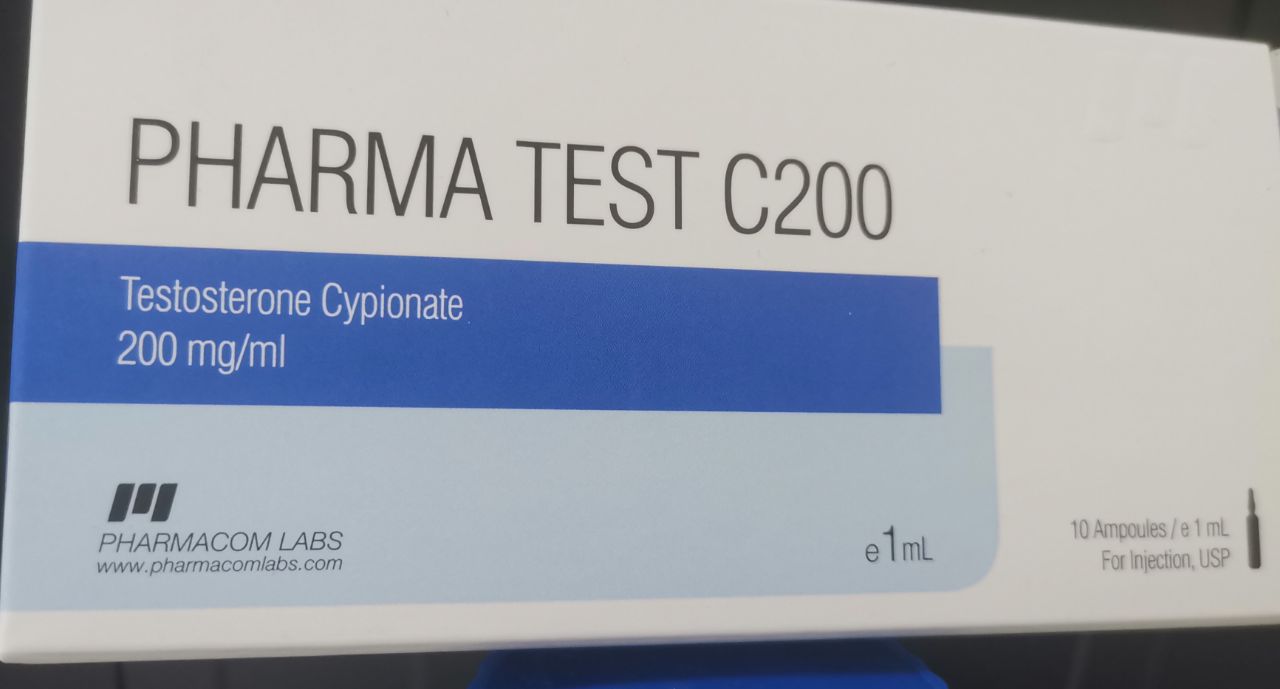 PHARMA TEST C200
Testosterone Cypionate
200 mg/ml
PHARMACOM LABS
www.pharmacomlabs.com
e1mL
10 Ampoules / e 1 mL
For Injection, USP